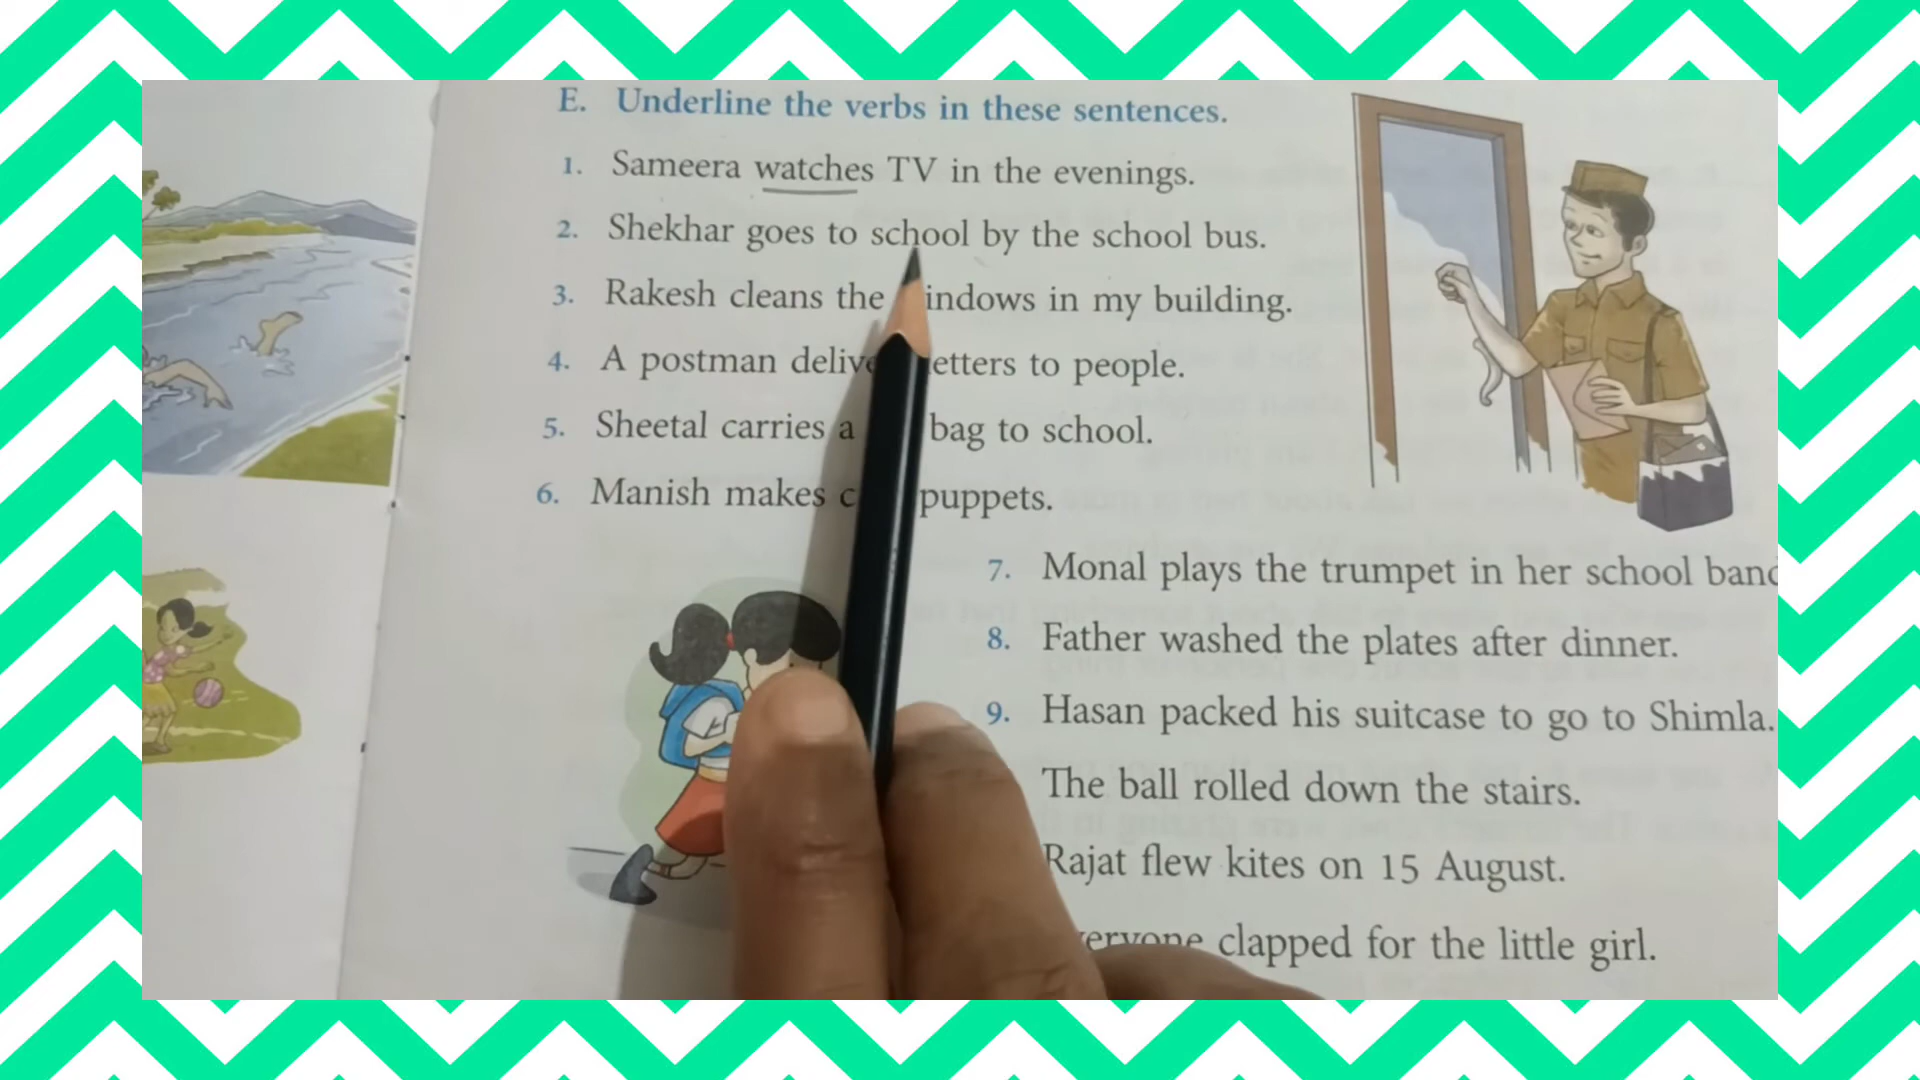 E. Underline the verbs in these sentences.
1. Sameera watches TV in the evenings.
2. Shekhar goes to school by the school bus.
3. Rakesh cleans the indows in my building.
4. A postman delive etters to people.
5. Sheetal carries a bag to school.
6. Manish makes c puppets.
7. Monal plays the trumpet in her school band
8. Father washed the plates after dinner.
9. Hasan packed his suitcase to go to Shimla.
The ball rolled down the stairs.
Rajat flew kites on 15 August.
eryone clapped for the little girl.